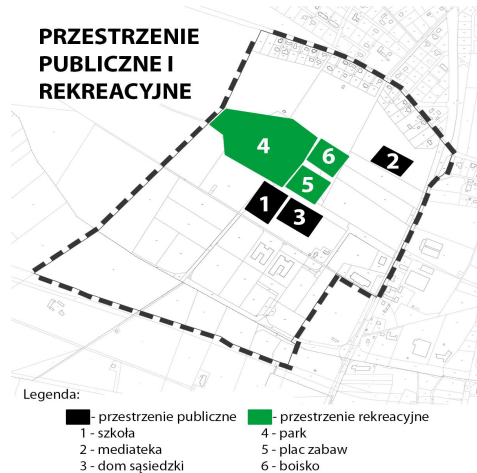 PRZESTRZENIE
PUBLICZNE I
REKREACYJNE
4
6
2
5
1
3
Legenda:
- przestrzenie publiczne
1 - szkoła
2 - mediateka
3 - dom sąsiedzki
- przestrzenie rekreacyjne
4 - park
5 - plac zabaw
6 - boisko